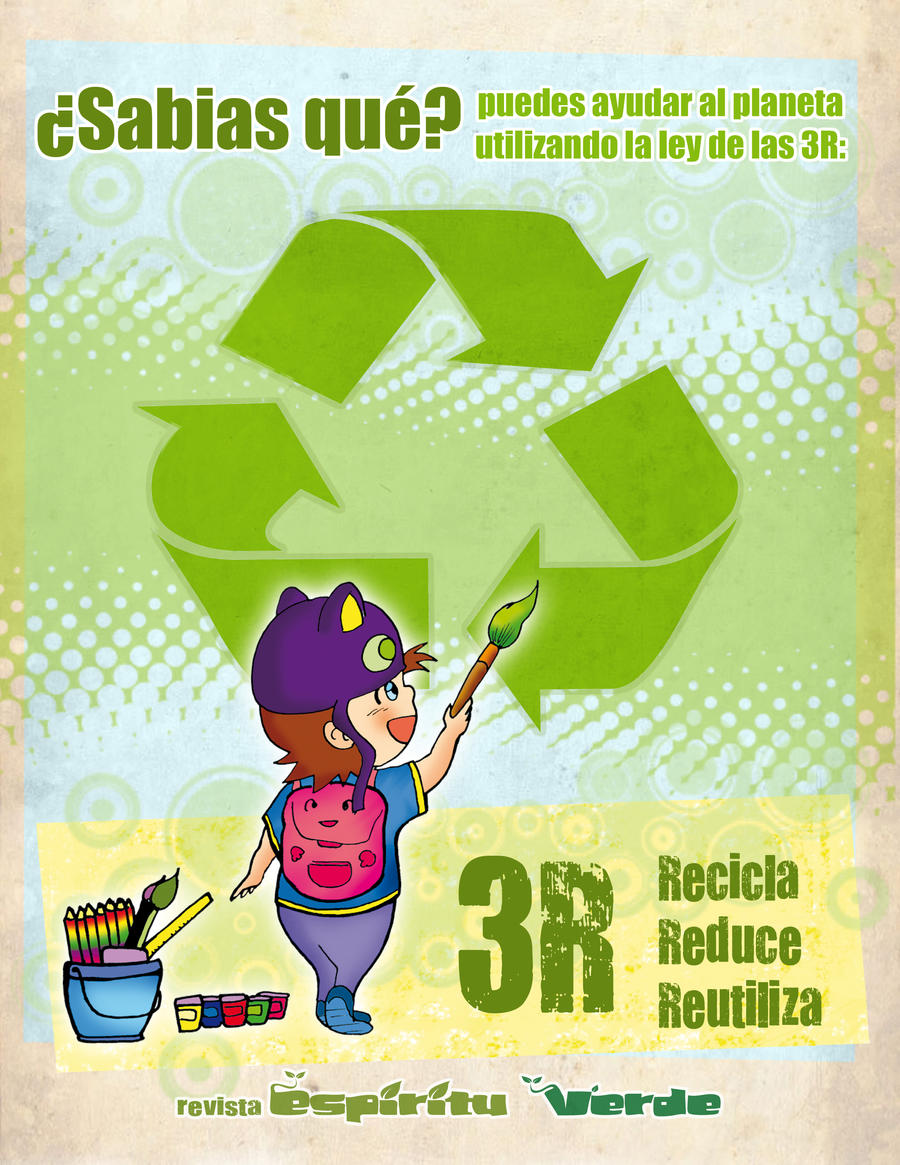 ¿Sabias qué?
puedes ayudar al planeta
utilizando la ley de las 3R:
3R
Recicla
Reduce
Reutiliza
revista espíritu Verde